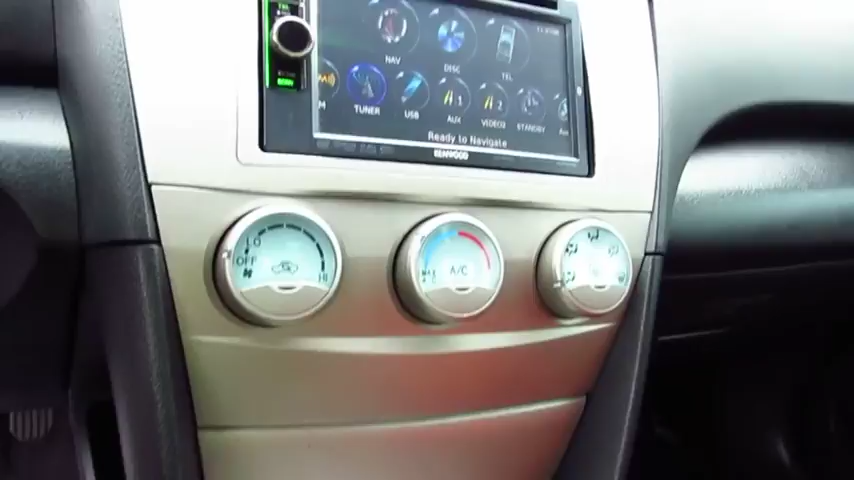 NAV
DISC
TEL
TUNER
USB
AUX
VIDEO2
STANDBY
Ready to Navigate
KENWOOD
LO
OFF
HI
A/C